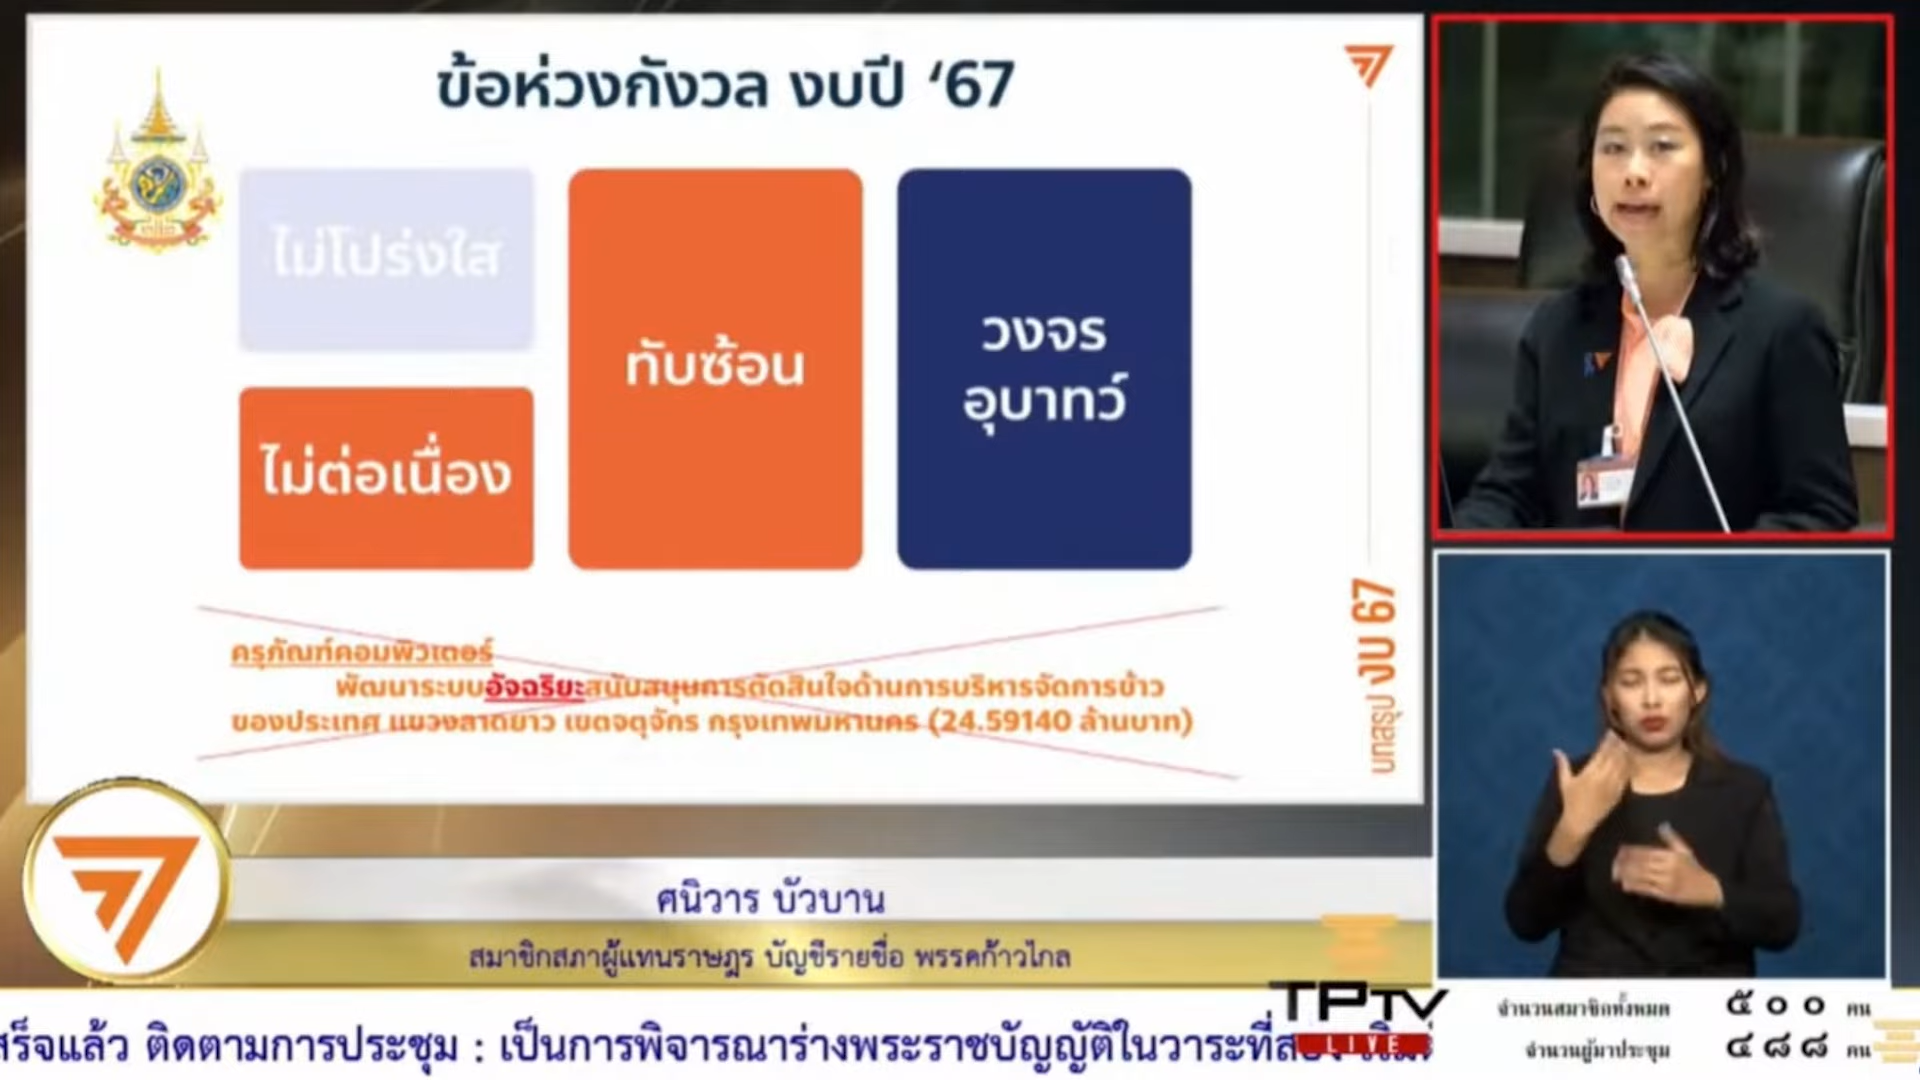 ข้อห่วงกังวล งบปี ‘67
ไม่โปร่งใส
ไม่ต่อเนื่อง
ทับซ้อน
วงจร
อุบาทว์
ครุภัณฑ์คอมพิวเตอร์
พัฒนาระบบอัจฉริยะสนับสนุนการตัดสินใจด้านการบริหารจัดการข้าว
ของประเทศ แขวงลาดยาว เขตจตุจักร กรุงเทพมหานคร (24.59140 ล้านบาท)
บทสรุป งบ 67
ศนิวาร บัวบาน
สมาชิกสภาผู้แทนราษฎร บัญชีรายชื่อ พรรคก้าวไกล
TPTV
LIVE
จำนวนสมาชิกทั้งหมด ๕๐๐ คน
จำนวนผู้มาประชุม ๔๘๘ คน
แล้ว ติดตามการประชุม : เป็นการพิจารณาร่างพระราชบัญญัติในวาระที่